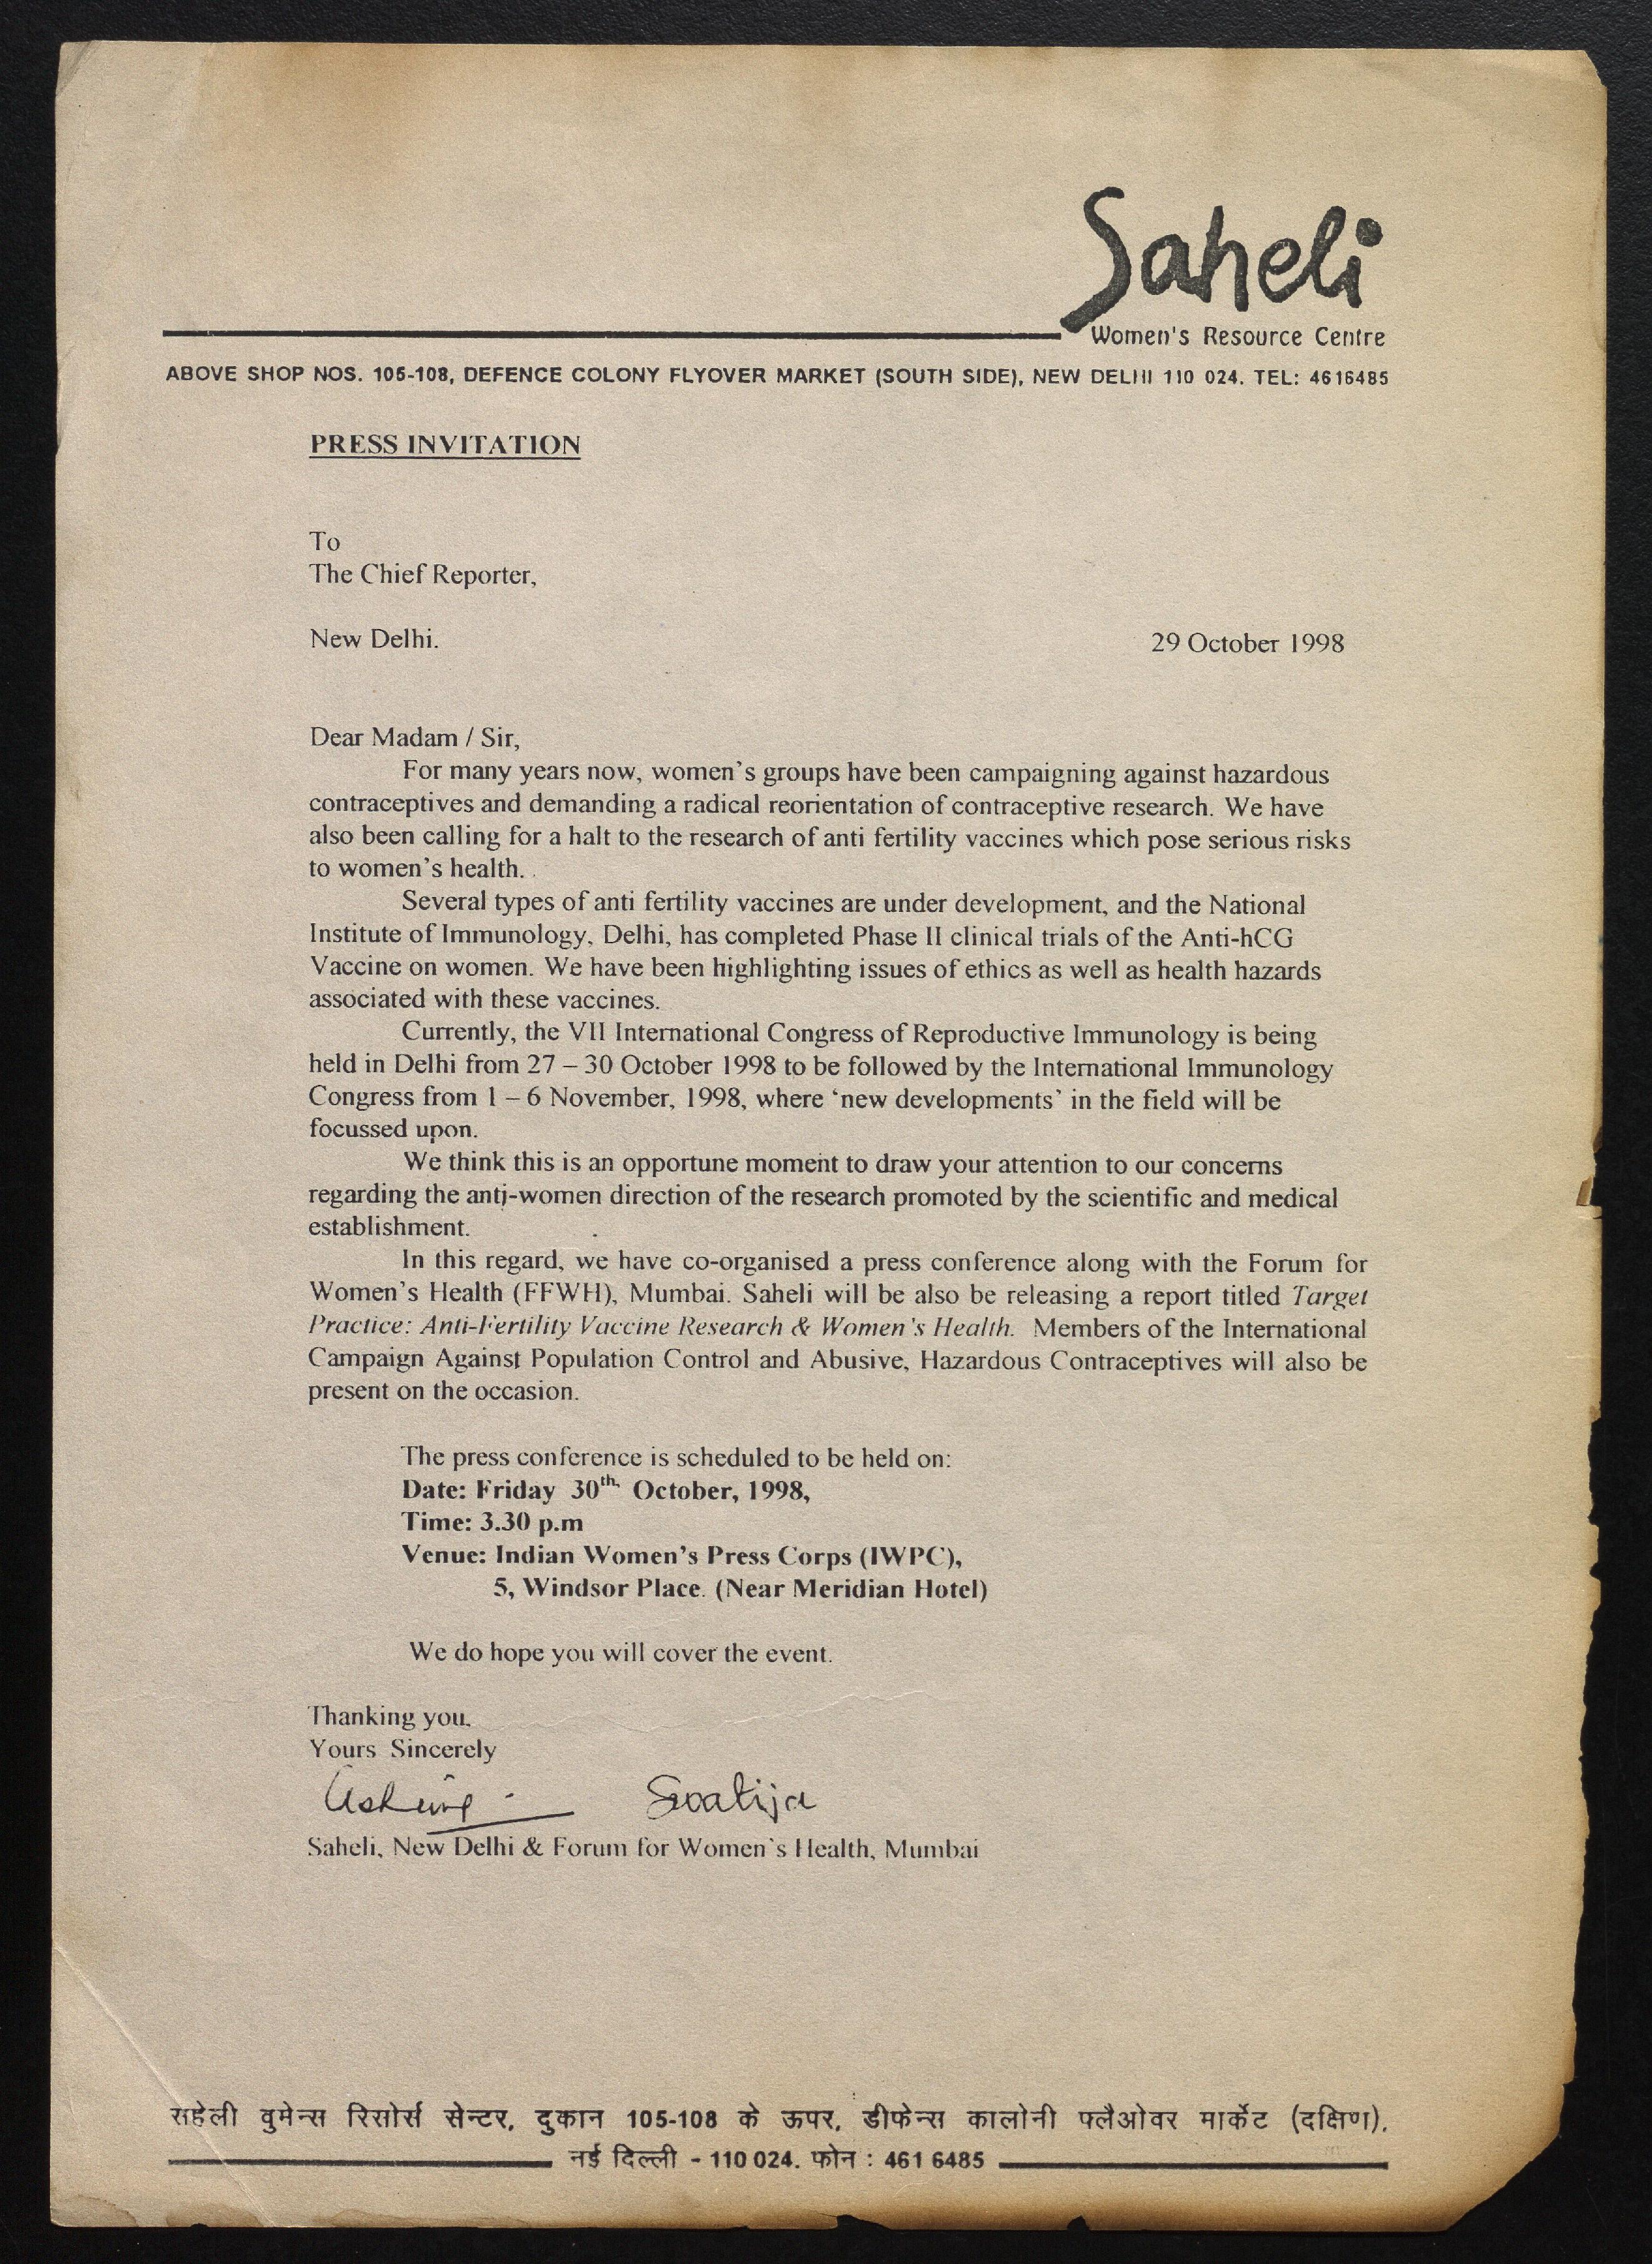 Saheli
Women's Resource Centre
ABOVE SHOP NOS. 105-108, DEFENCE COLONY FLYOVER MARKET (SOUTH SIDE), NEW DELHI 110 024. TEL: 4616485
PRESS INVITATION
To
The Chief Reporter,
New Delhi.
29 October 1998
Dear Madam / Sir,
For many years now, women's groups have been campaigning against hazardous
contraceptives and demanding a radical reorientation of contraceptive research. We have
also been calling for a halt to the research of anti fertility vaccines which pose serious risks
to women's health.
Several types of anti fertility vaccines are under development, and the National
Institute of Immunology, Delhi, has completed Phase II clinical trials of the Anti-hCG
Vaccine on women. We have been highlighting issues of ethics as well as health hazards
associated with these vaccines.
Currently, the VII International Congress of Reproductive Immunology is being
held in Delhi from 27 – 30 October 1998 to be followed by the International Immunology
Congress from 1 – 6 November, 1998, where 'new developments' in the field will be
focussed upon.
We think this is an opportune moment to draw your attention to our concerns
regarding the anti-women direction of the research promoted by the scientific and medical
establishment.
In this regard, we have co-organised a press conference along with the Forum for
Women's Health (FFWH), Mumbai. Saheli will be also be releasing a report titled Target
Practice: Anti-Fertility Vaccine Research & Women's Health. Members of the International
Campaign Against Population Control and Abusive, Hazardous Contraceptives will also be
present on the occasion.
The press conference is scheduled to be held on:
Date: Friday 30th. October, 1998,
Time: 3.30 p.m
Venue: Indian Women's Press Corps (IWPC),
5, Windsor Place. (Near Meridian Hotel)
We do hope you will cover the event.
Thanking you,
Yours Sincerely
Swatija
Saheli, New Delhi & Forum for Women's Health, Mumbai
सहेली वुमेन्स रिसोर्स सेन्टर, दुकान 105-108 के ऊपर, डीफेन्स कालोनी फ्लैओवर मार्केट (दक्षिण),
नई दिल्ली - 110 024. फोन : 461 6485